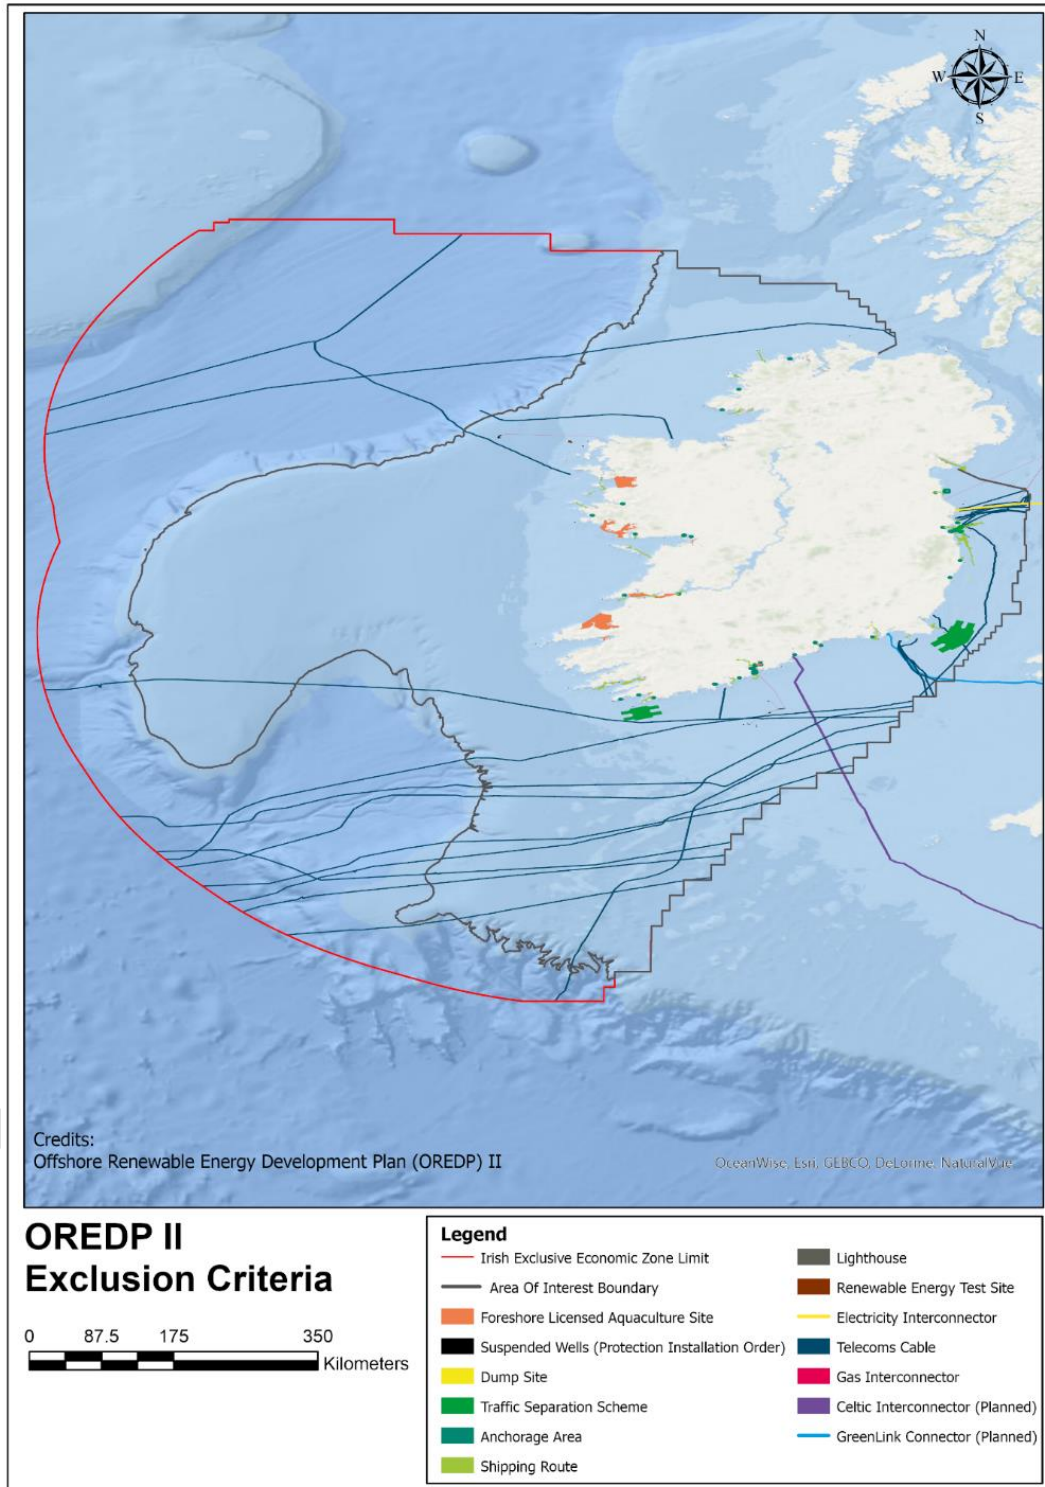 N
W E
S
Credits:
Offshore Renewable Energy Development Plan (OREDP) II
OceanWise, Esri, GEBCO, DeLorme, NaturalVue
OREDP II
Exclusion Criteria
0 87.5 175 350
Kilometers
Legend
Irish Exclusive Economic Zone Limit
Area Of Interest Boundary
Foreshore Licensed Aquaculture Site
Suspended Wells (Protection Installation Order)
Dump Site
Traffic Separation Scheme
Anchorage Area
Shipping Route
Lighthouse
Renewable Energy Test Site
Electricity Interconnector
Telecoms Cable
Gas Interconnector
Celtic Interconnector (Planned)
GreenLink Connector (Planned)